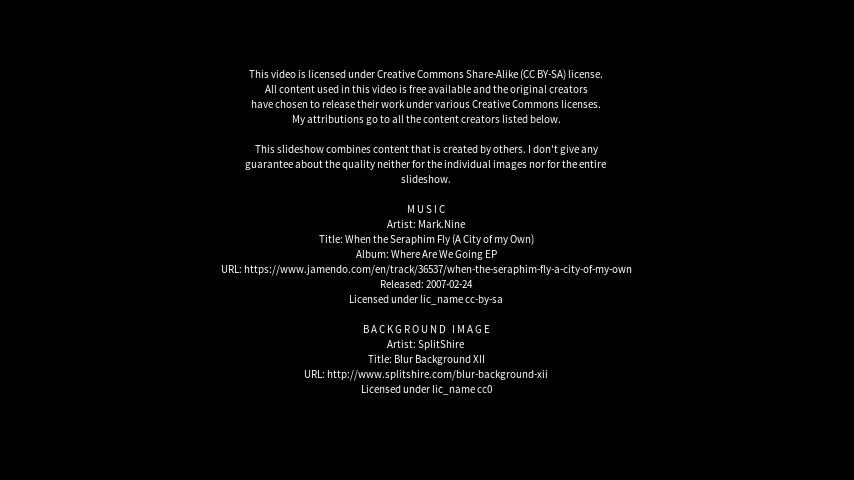 This video is licensed under Creative Commons Share-Alike (CC BY-SA) license.
All content used in this video is free available and the original creators
have chosen to release their work under various Creative Commons licenses.
My attributions go to all the content creators listed below.
This slideshow combines content that is created by others. I don't give any
guarantee about the quality neither for the individual images nor for the entire
slideshow.
MUSIC
Artist: Mark.Nine
Title: When the Seraphim Fly (A City of my Own)
Album: Where Are We Going EP
URL: https://www.jamendo.com/en/track/36537/when-the-seraphim-fly-a-city-of-my-own
Released: 2007-02-24
Licensed under lic_name cc-by-sa
BACKGROUND IMAGE
Artist: SplitShire
Title: Blur Background XII
URL: http://www.splitshire.com/blur-background-xii
Licensed under lic_name cc0